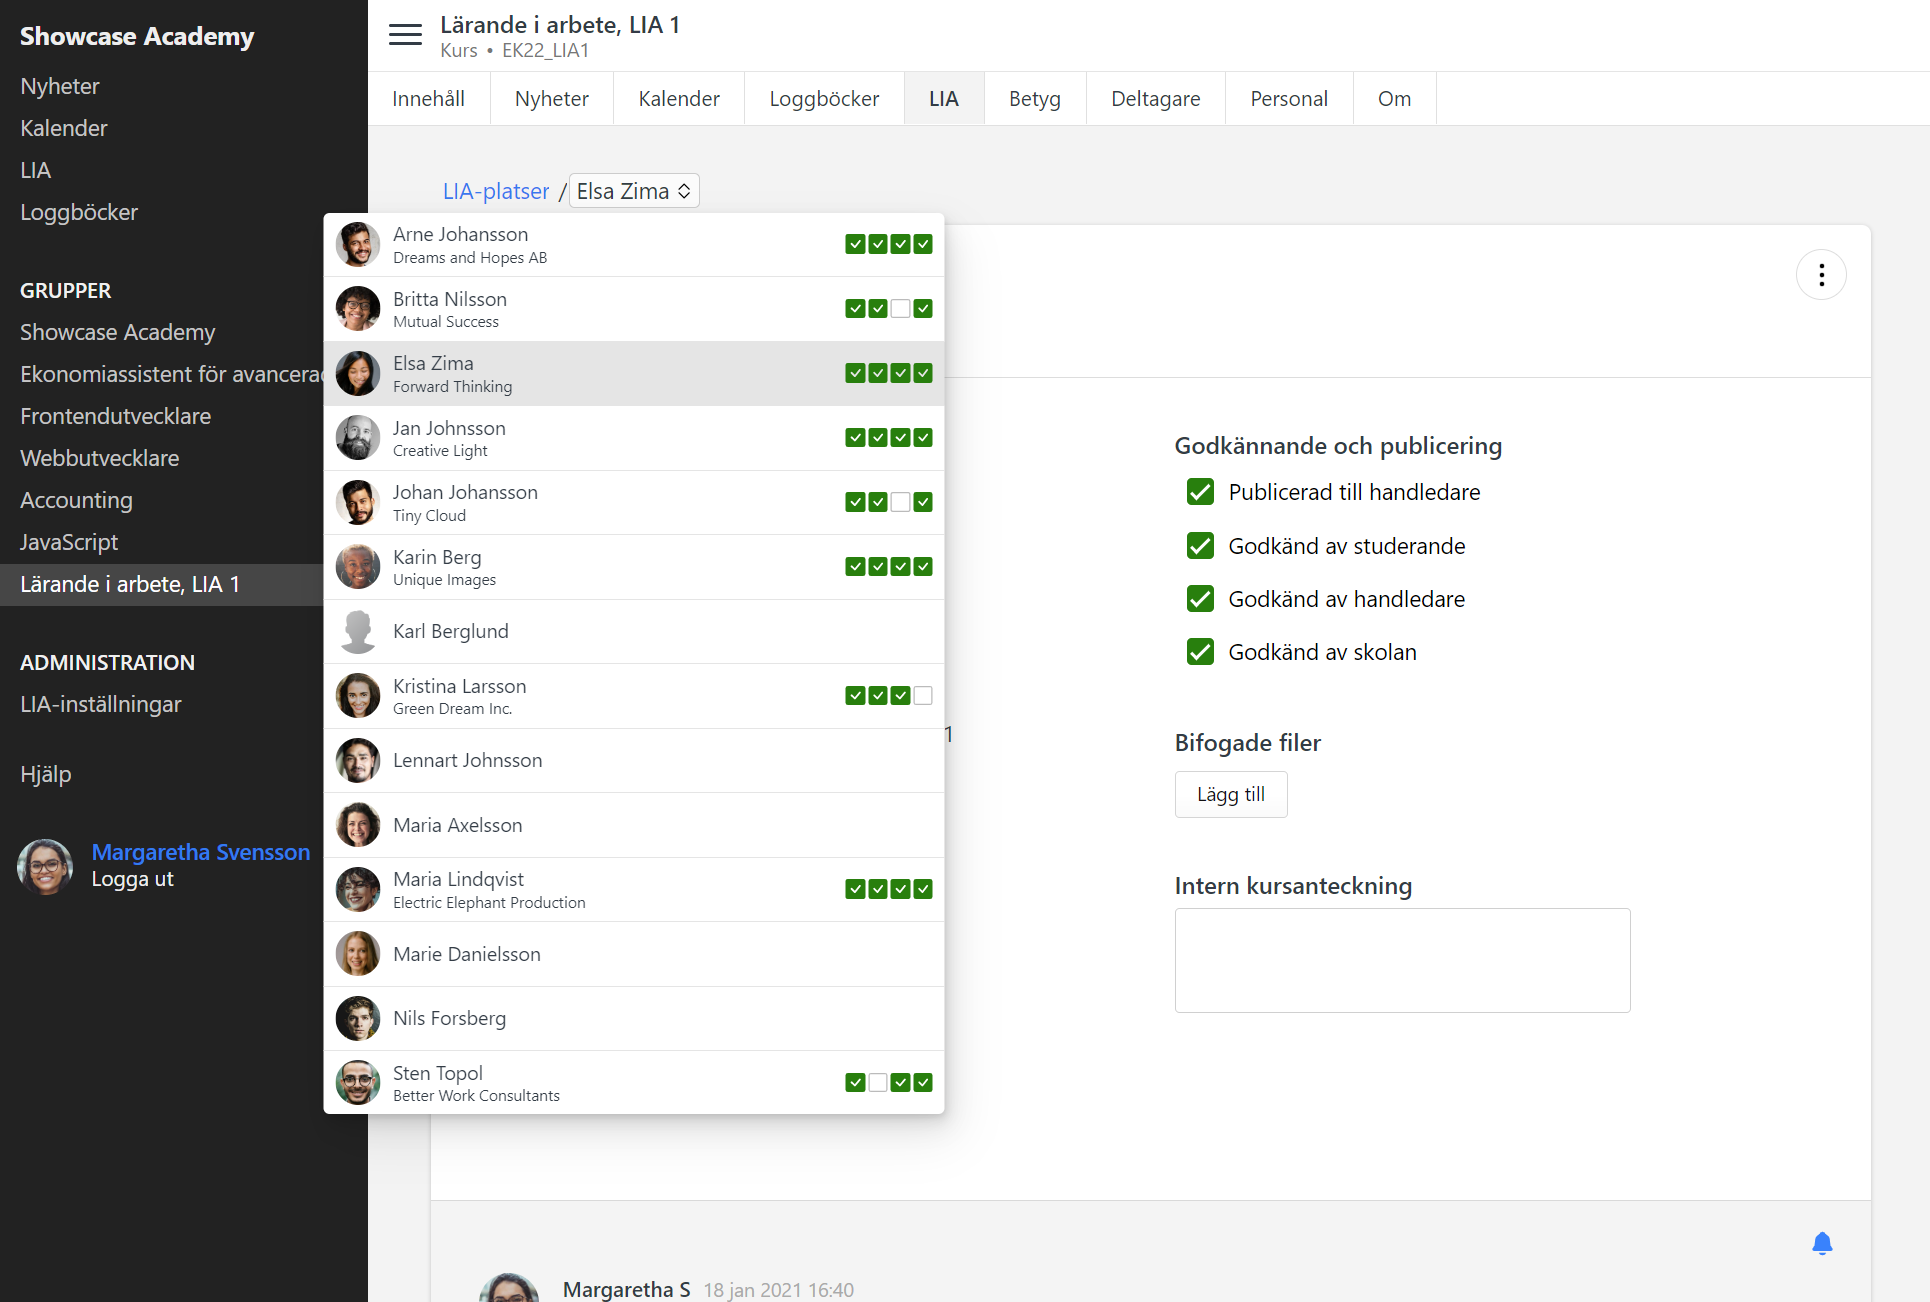 Showcase Academy
Nyheter
Kalender
LIA
Loggböcker
GRUPPER
Showcase Academy
Ekonomiassistent för avancerad
Frontendutvecklare
Webbutvecklare
Accounting
JavaScript
Lärande i arbete, LIA 1
ADMINISTRATION
LIA-inställningar
Hjälp
Margaretha Svensson
Logga ut
Lärande i arbete, LIA 1
Kurs • EK22_LIA1
Innehåll
Nyheter
Kalender
Loggböcker
LIA
Betyg
Deltagare
Personal
Om
LIA-platser / Elsa Zima
Arne Johansson
Dreams and Hopes AB
Britta Nilsson
Mutual Success
Elsa Zima
Forward Thinking
Jan Johnsson
Creative Light
Johan Johansson
Tiny Cloud
Karin Berg
Unique Images
Karl Berglund
Kristina Larsson
Green Dream Inc.
Lennart Johnsson
Maria Axelsson
Maria Lindqvist
Electric Elephant Production
Marie Danielsson
Nils Forsberg
Sten Topol
Better Work Consultants
1
Godkännande och publicering
Publicerad till handledare
Godkänd av studerande
Godkänd av handledare
Godkänd av skolan
Bifogade filer
Lägg till
Intern kursanteckning
Margaretha S 18 jan 2021 16:40